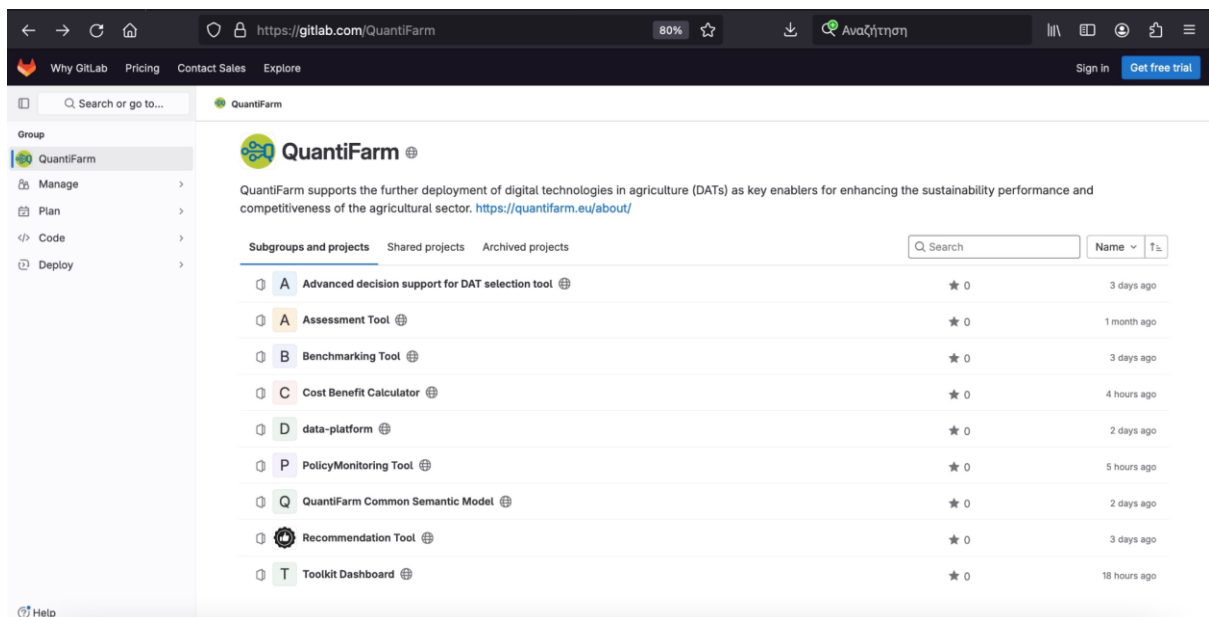 https://gitlab.com/QuantiFarm
80%
Αναζήτηση
Why GitLab Pricing Contact Sales Explore
Sign in Get free trial
Search or go to...
QuantiFarm
Group
QuantiFarm
Manage
Plan
Code
Deploy
Help
QuantiFarm
QuantiFarm supports the further deployment of digital technologies in agriculture (DATs) as key enablers for enhancing the sustainability performance and
competitiveness of the agricultural sector. https://quantifarm.eu/about/
Subgroups and projects Shared projects Archived projects
Search Name
A Advanced decision support for DAT selection tool 0 3 days ago
A Assessment Tool 0 1 month ago
B Benchmarking Tool 0 3 days ago
C Cost Benefit Calculator 0 4 hours ago
D data-platform 0 2 days ago
P PolicyMonitoring Tool 0 5 hours ago
Q QuantiFarm Common Semantic Model 0 2 days ago
Recommendation Tool 0 3 days ago
T Toolkit Dashboard 0 18 hours ago